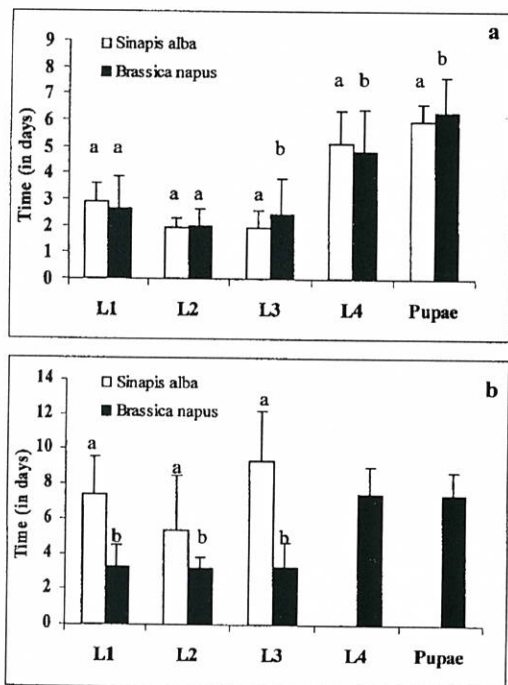 a
Sinapis alba
Brassica napus
Time (in days)
9
8
7
6
5
4
3
2
1
0
a a
a a
a b
a b
a b
L1 L2 L3 L4 Pupae
b
Sinapis alba
Brassica napus
Time (in days)
14
12
10
8
6
4
2
0
a b
a b
a b
L1 L2 L3 L4 Pupae